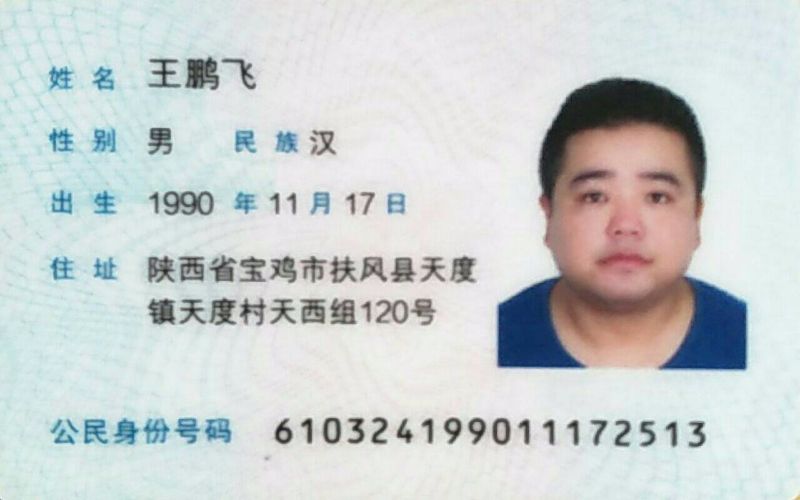 姓名 王鹏飞
性别 男 民族 汉
出生 1990 年 11 月 17 日
住址 陕西省宝鸡市扶风县天度
镇天度村天西组120号
公民身份号码 610324199011172513